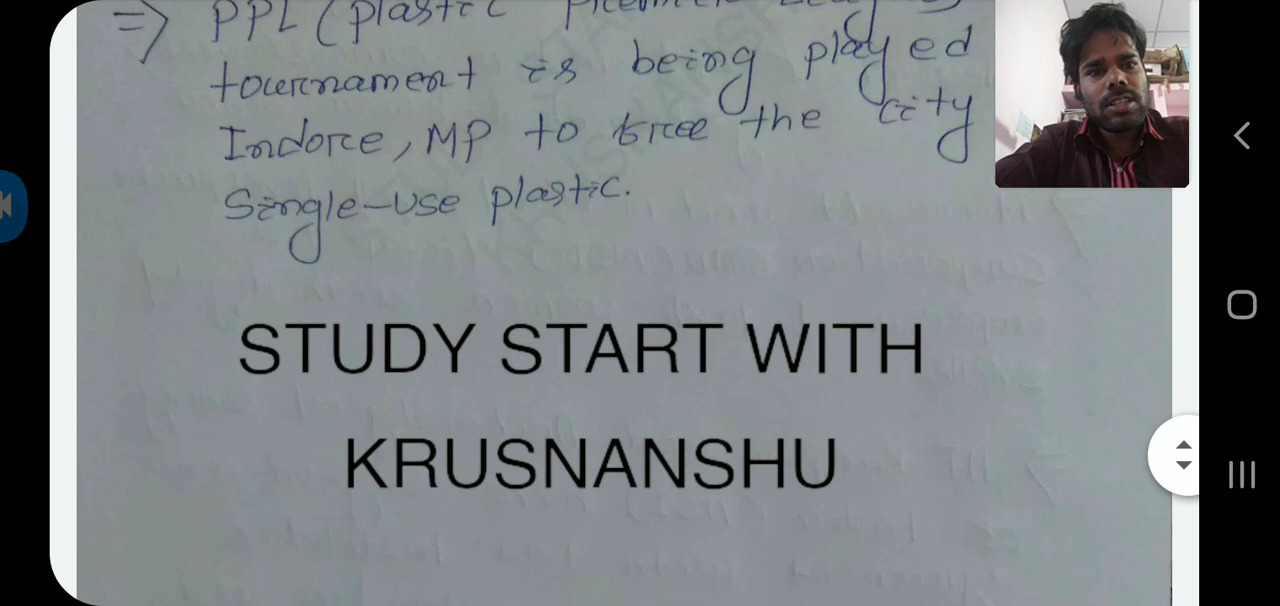 => PPL (plastic
tournament is being played
Indore, MP to free the city
Single-use plastic.
STUDY START WITH
KRUSNANSHU